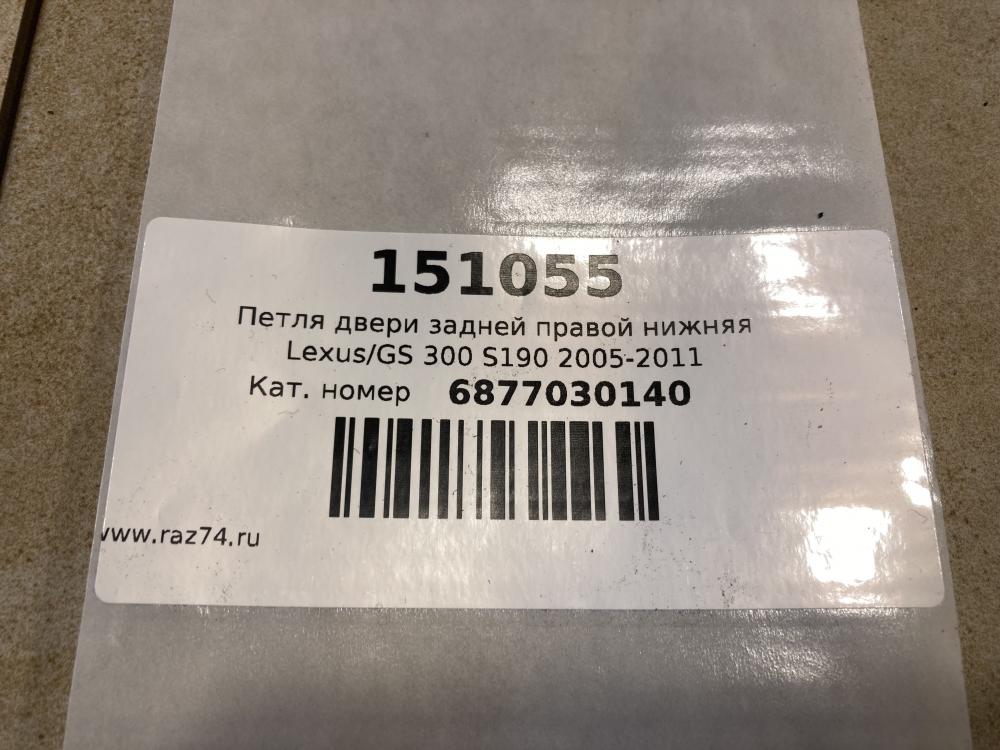 151055
Петля двери задней правой нижняя
Lexus/GS 300 S190 2005-2011
Кат. номер 6877030140
www.raz74.ru